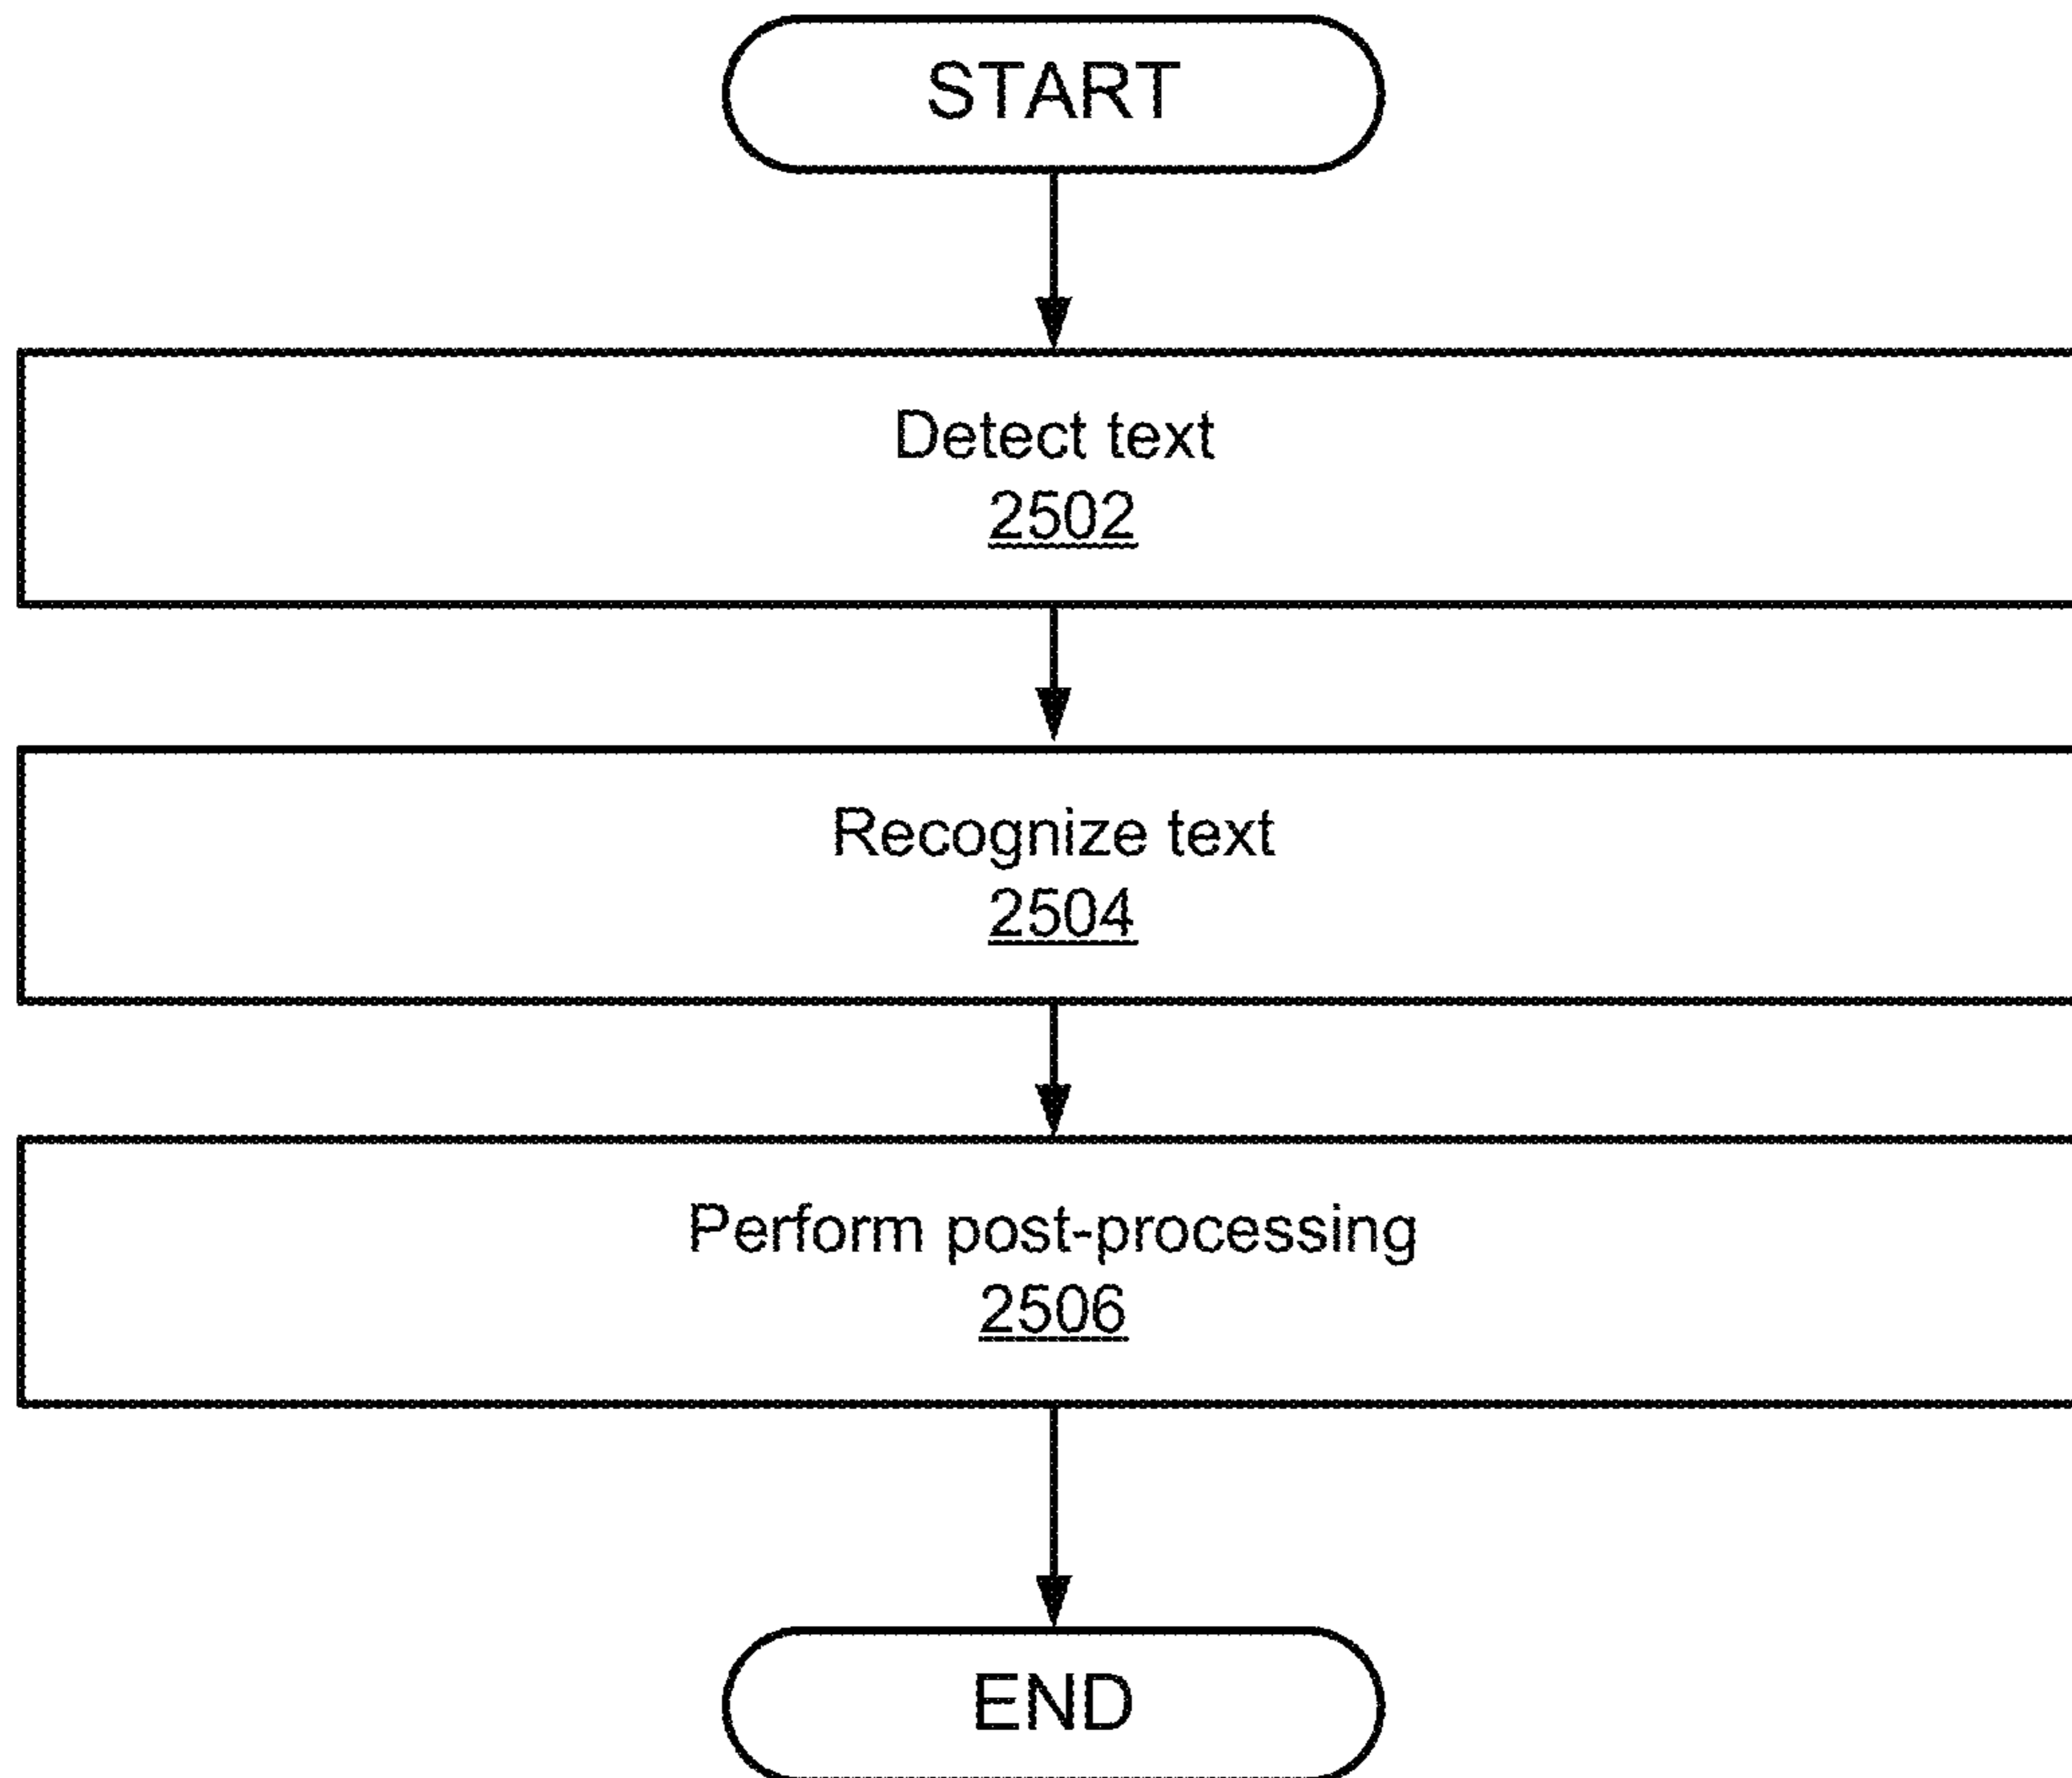 START
Detect text
2502
Recognize text
2504
Perform post-processing
2506
END